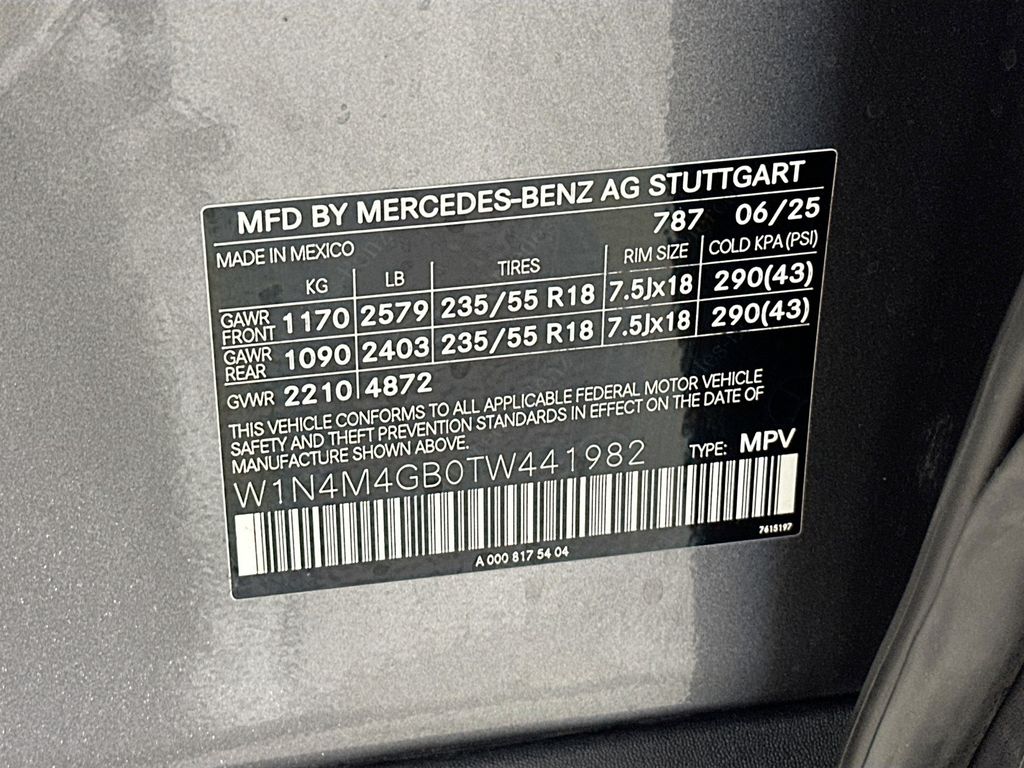 MFD BY MERCEDES-BENZ AG STUTTGART
787 06/25
MADE IN MEXICO
KG LB TIRES RIM SIZE COLD KPA (PSI)
GAWR FRONT 1170 2579 235/55 R18 7.5Jx18 290(43)
GAWR REAR 1090 2403 235/55 R18 7.5Jx18 290(43)
GVWR 2210 4872
THIS VEHICLE CONFORMS TO ALL APPLICABLE FEDERAL MOTOR VEHICLE
SAFETY AND THEFT PREVENTION STANDARDS IN EFFECT ON THE DATE OF
MANUFACTURE SHOWN ABOVE.
W1N4M4GB0TW441982 TYPE: MPV
7615197
A 000 817 54 04